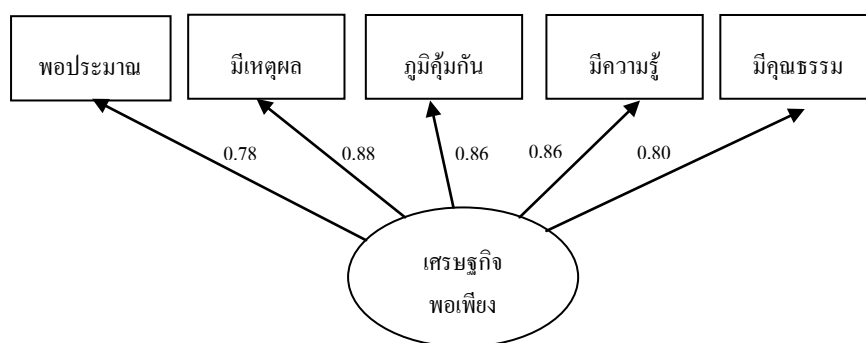 พอประมาณ
มีเหตุผล
ภูมิคุ้มกัน
มีความรู้
มีคุณธรรม
0.78
0.88
0.86
0.86
0.80
เศรษฐกิจ
พอเพียง